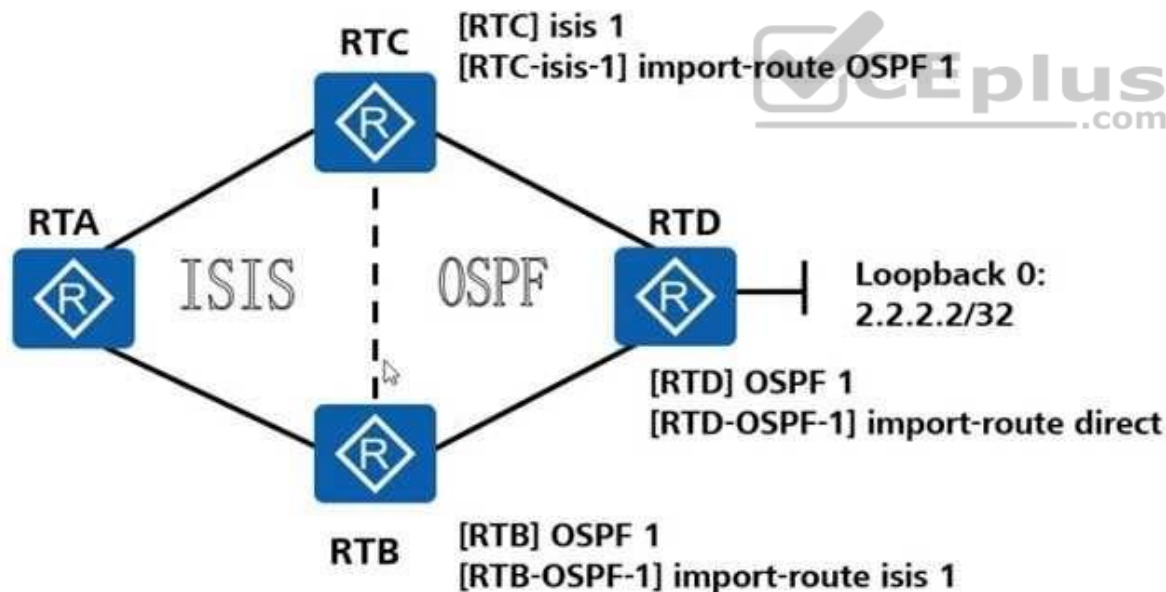 RTC
[RTC] isis 1
[RTC-isis-1] import-route OSPF 1
CEplus
.com
RTA
R
R
ISIS
OSPF
RTD
R
Loopback 0:
2.2.2.2/32
[RTD] OSPF 1
[RTD-OSPF-1] import-route direct
R
RTB
[RTB] OSPF 1
[RTB-OSPF-1] import-route isis 1